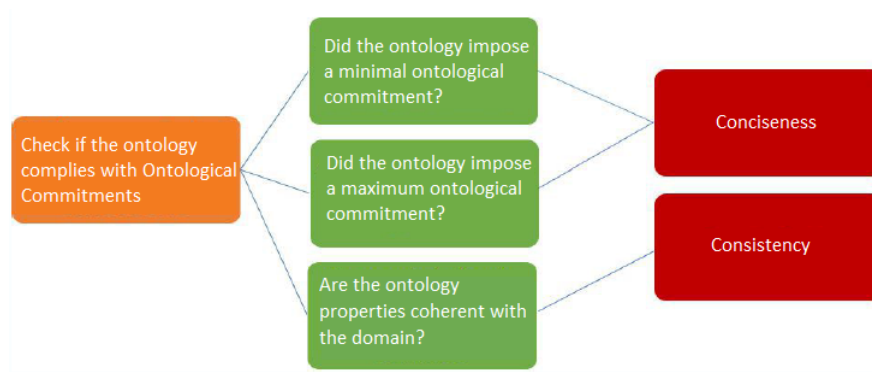 Check if the ontology
complies with Ontological
Commitments
Did the ontology impose
a minimal ontological
commitment?
Did the ontology impose
a maximum ontological
commitment?
Are the ontology
properties coherent with
the domain?
Conciseness
Consistency